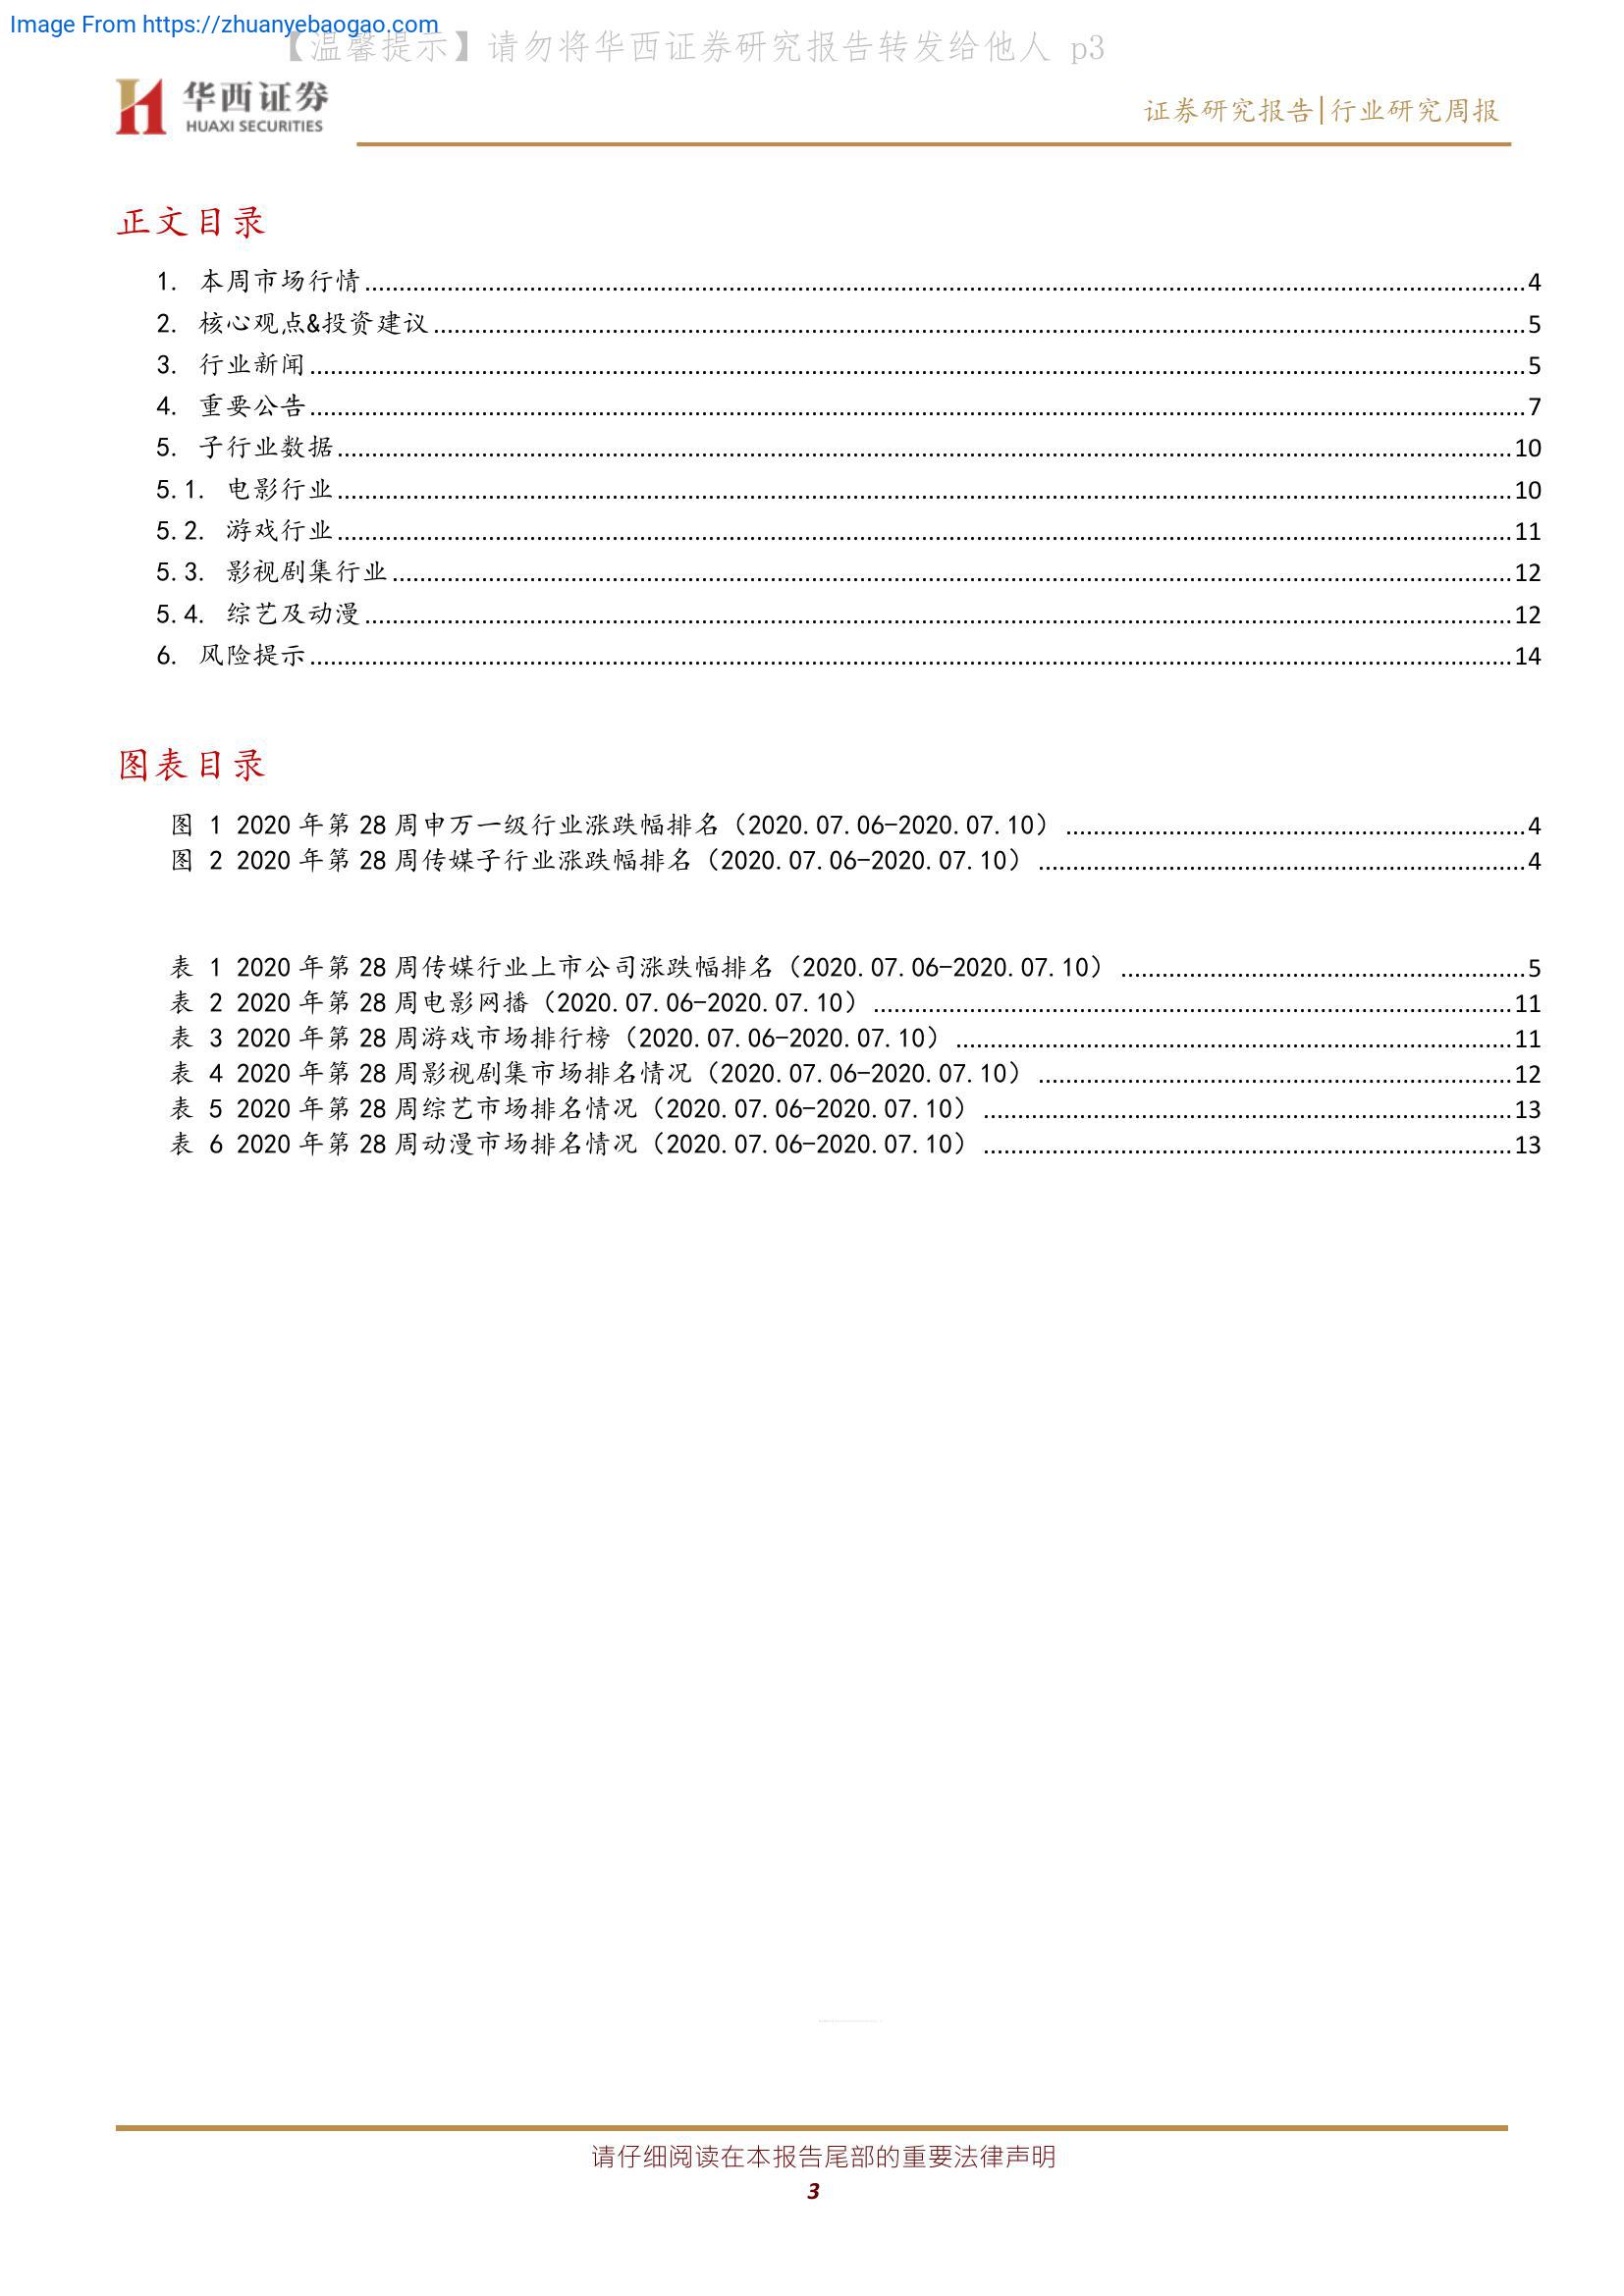 Image From https://zhuanyebaogao.com
【温馨提示】请勿将华西证券研究报告转发给他人 p3
华西证券
HUAXI SECURITIES
证券研究报告|行业研究周报
正文目录
1. 本周市场行情 4
2. 核心观点&投资建议 5
3. 行业新闻 5
4. 重要公告 7
5. 子行业数据 10
5.1. 电影行业 10
5.2. 游戏行业 11
5.3. 影视剧集行业 12
5.4. 综艺及动漫 12
6. 风险提示 14
图表目录
图 1 2020 年第 28 周申万一级行业涨跌幅排名（2020.07.06-2020.07.10） 4
图 2 2020 年第 28 周传媒子行业涨跌幅排名（2020.07.06-2020.07.10） 4
表 1 2020 年第 28 周传媒行业上市公司涨跌幅排名（2020.07.06-2020.07.10） 5
表 2 2020 年第 28 周电影网播（2020.07.06-2020.07.10） 11
表 3 2020 年第 28 周游戏市场排行榜（2020.07.06-2020.07.10） 11
表 4 2020 年第 28 周影视剧集市场排名情况（2020.07.06-2020.07.10） 12
表 5 2020 年第 28 周综艺市场排名情况（2020.07.06-2020.07.10） 13
表 6 2020 年第 28 周动漫市场排名情况（2020.07.06-2020.07.10） 13
请仔细阅读在本报告尾部的重要法律声明
3